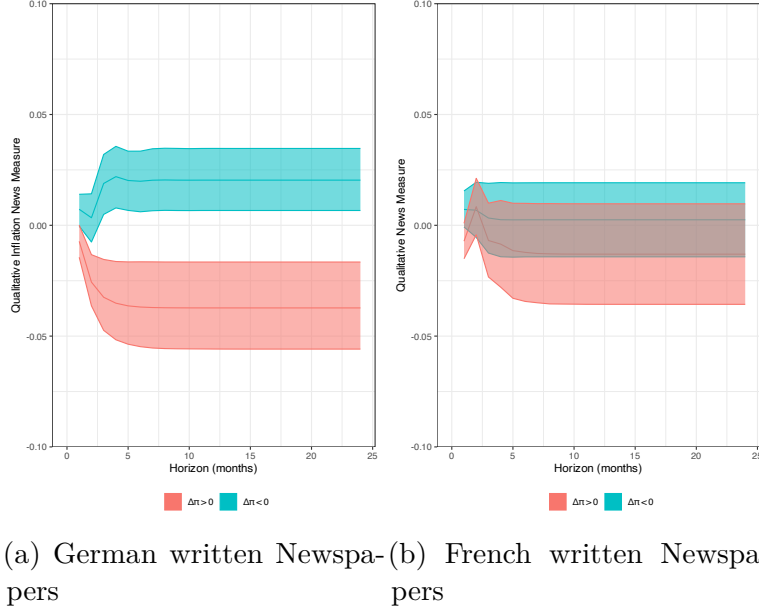 0.10
0.05
0.00
-0.05
-0.10
Qualitative Inflation News Measure
0 5 10 15 20 25
Horizon (months)
Δπ>0 Δπ<0
(a) German written Newspa-
pers
0.10
0.05
0.00
-0.05
-0.10
Qualitative News Measure
0 5 10 15 20 25
Horizon (months)
Δπ>0 Δπ<0
(b) French written Newspa
pers